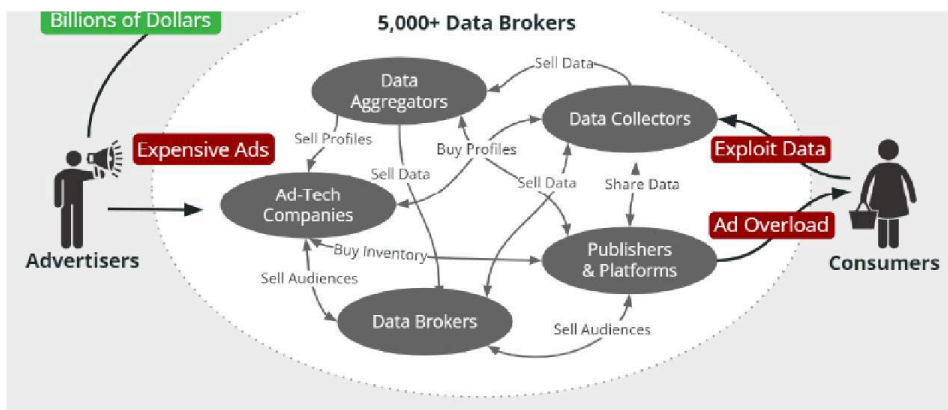 Billions of Dollars
5,000+ Data Brokers
Sell Data
Data
Aggregators
Data Collectors
Sell Profiles
Expensive Ads
Buy Profiles
Exploit Data
Sell Data
Sell Data
Share Data
Ad-Tech
Companies
Ad Overload
Buy Inventory
Publishers
& Platforms
Advertisers
Consumers
Sell Audiences
Data Brokers
Sell Audiences